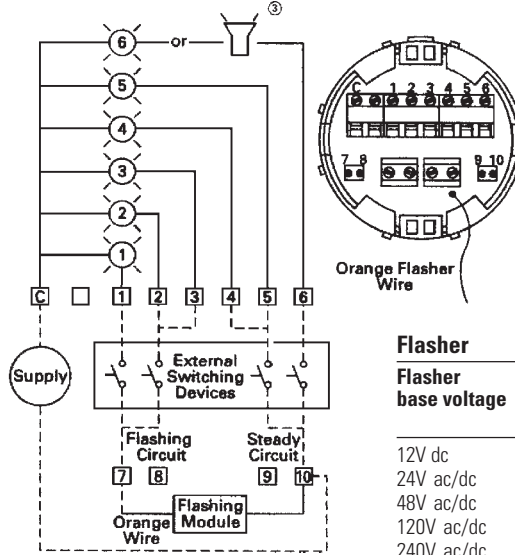 6 or ③
5
4
3
2
1
C 1 2 3 4 5 6
Supply
External
Switching
Devices
Flashing
Circuit
Steady
Circuit
7 8 9 10
Orange
Wire
Flashing
Module
C 1 2 3 4 5 6
7 8 9 10
Orange Flasher
Wire
Flasher
Flasher
base voltage
12V dc
24V ac/dc
48V ac/dc
120V ac/dc
240V ac/dc